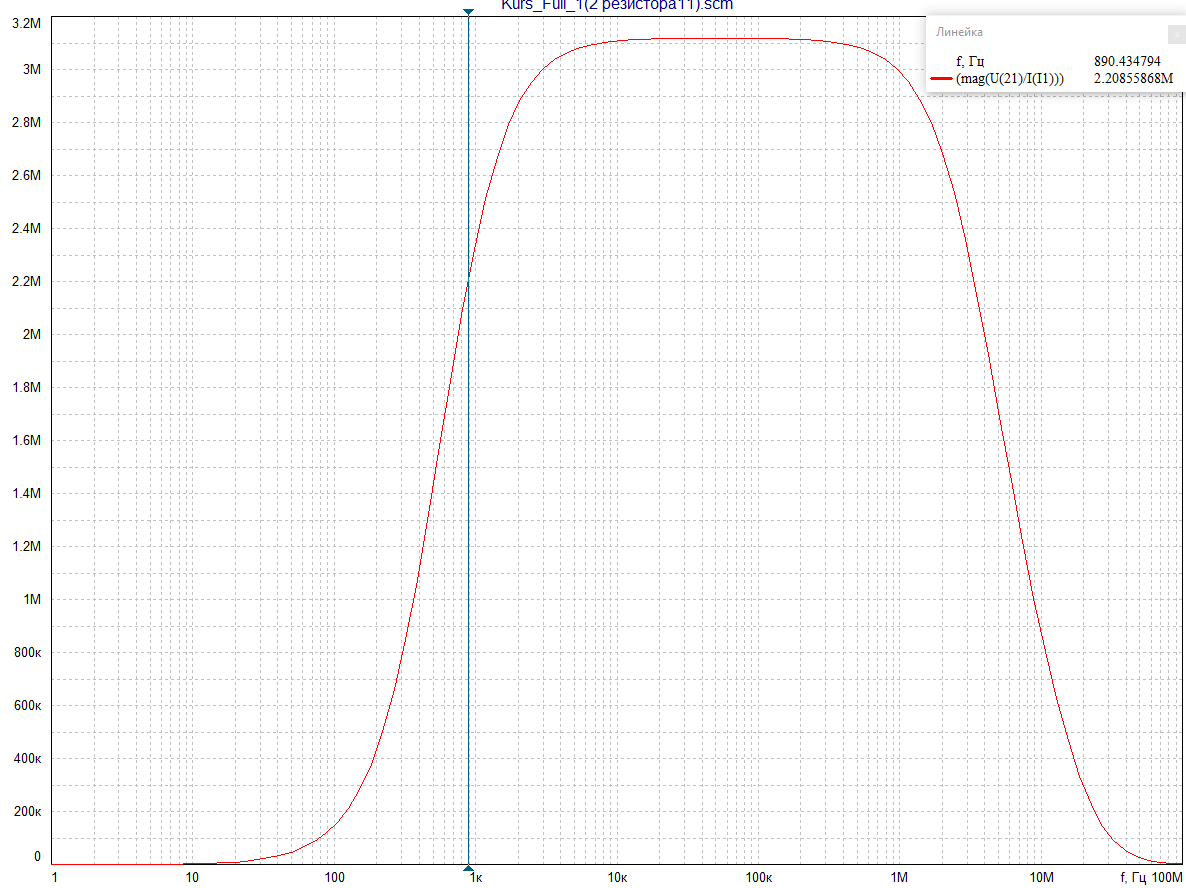 Kurs_Full_1(2 резистора11).scm
Линейка
f, Гц 890.434794
(mag(U(21)/I(I1))) 2.20855868M
3.2M
3M
2.8M
2.6M
2.4M
2.2M
2M
1.8M
1.6M
1.4M
1.2M
1M
800к
600к
400к
200к
0
1 10 100 1к 10к 100к 1M 10M f, Гц 100M